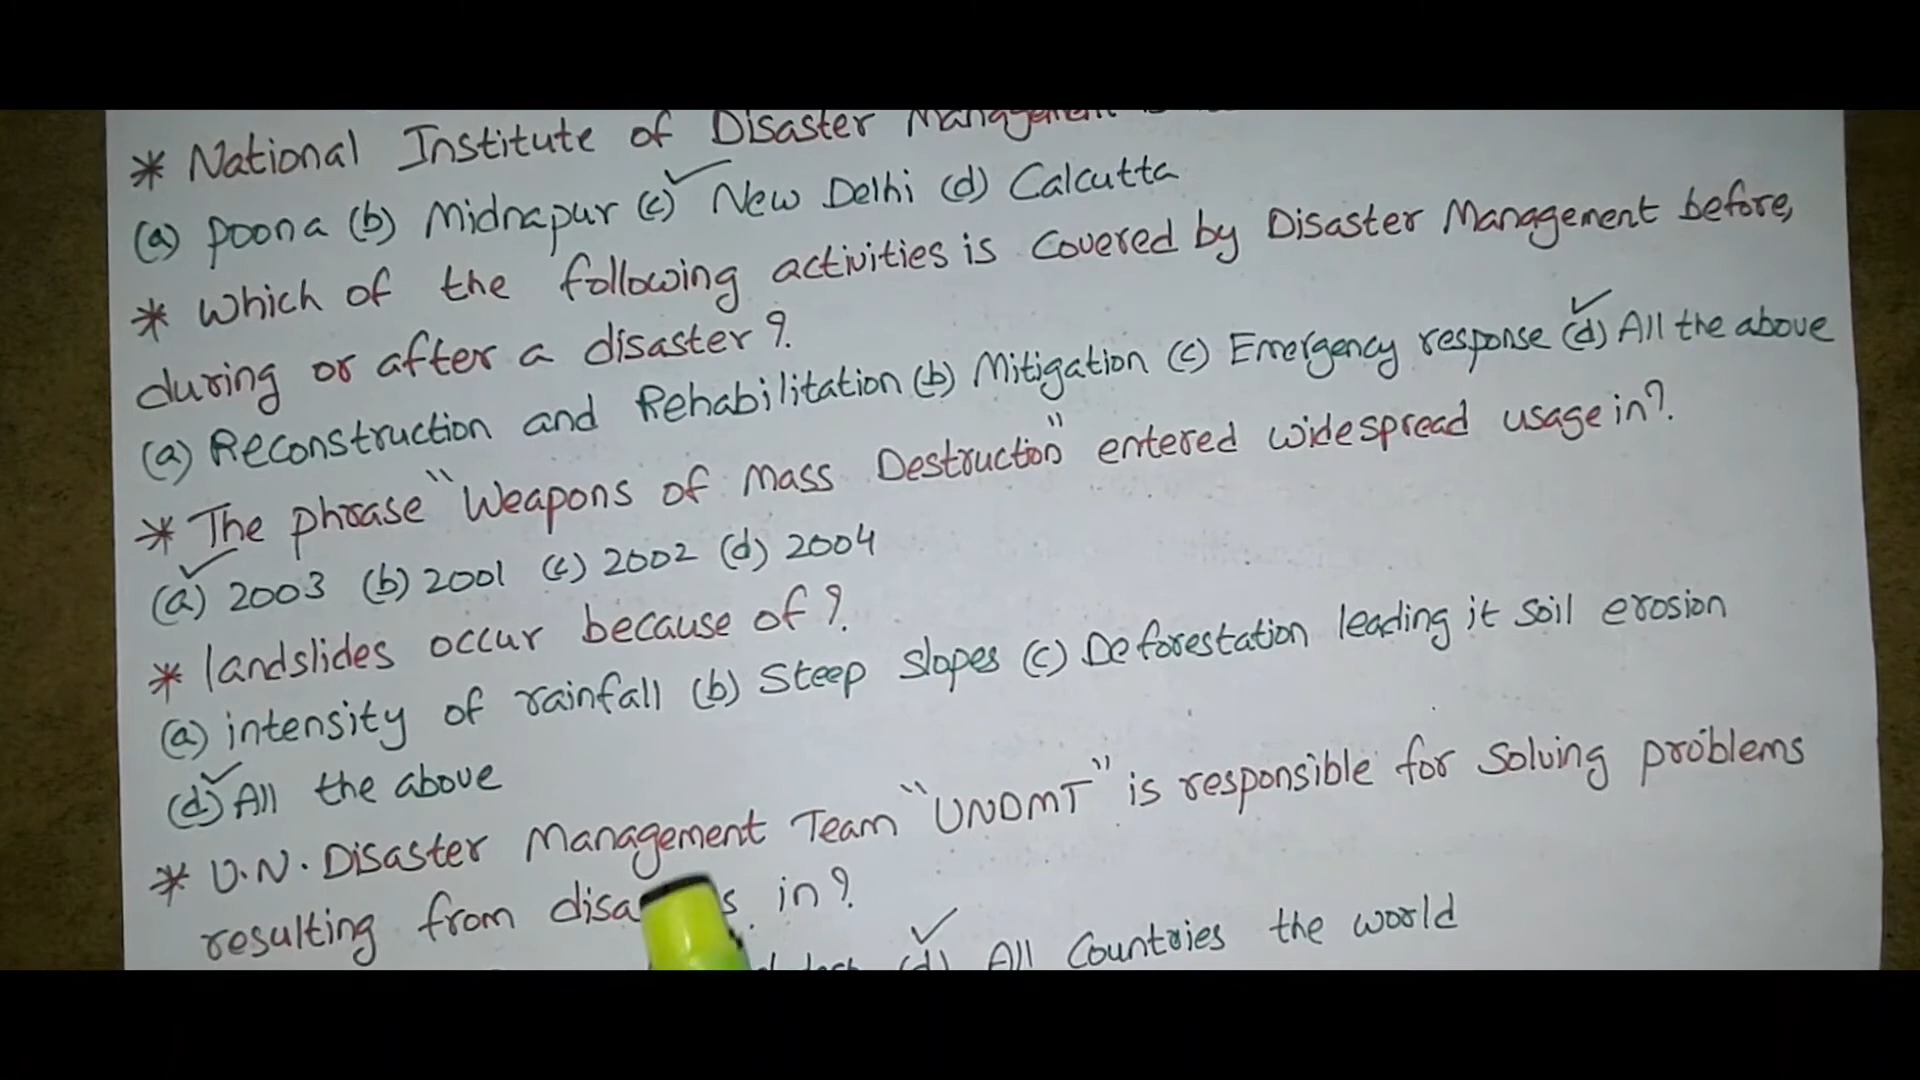 * National Institute of Disaster Management
(a) Poona (b) Midnapur (c) New Delhi (d) Calcutta
* Which of the following activities is covered by Disaster Management before,
during or after a disaster?
(a) Reconstruction and Rehabilitation (b) Mitigation (c) Emergency response (d) All the above
* The phrase "Weapons of Mass Destruction" entered widespread usage in?
(a) 2003 (b) 2001 (c) 2002 (d) 2004
* landslides occur because of?
(a) intensity of rainfall (b) Steep Slopes (c) Deforestation leading it soil erosion
(d) All the above
* U.N. Disaster Management Team "UNDMT" is responsible for solving problems
resulting from in?
(d) All Countries the world